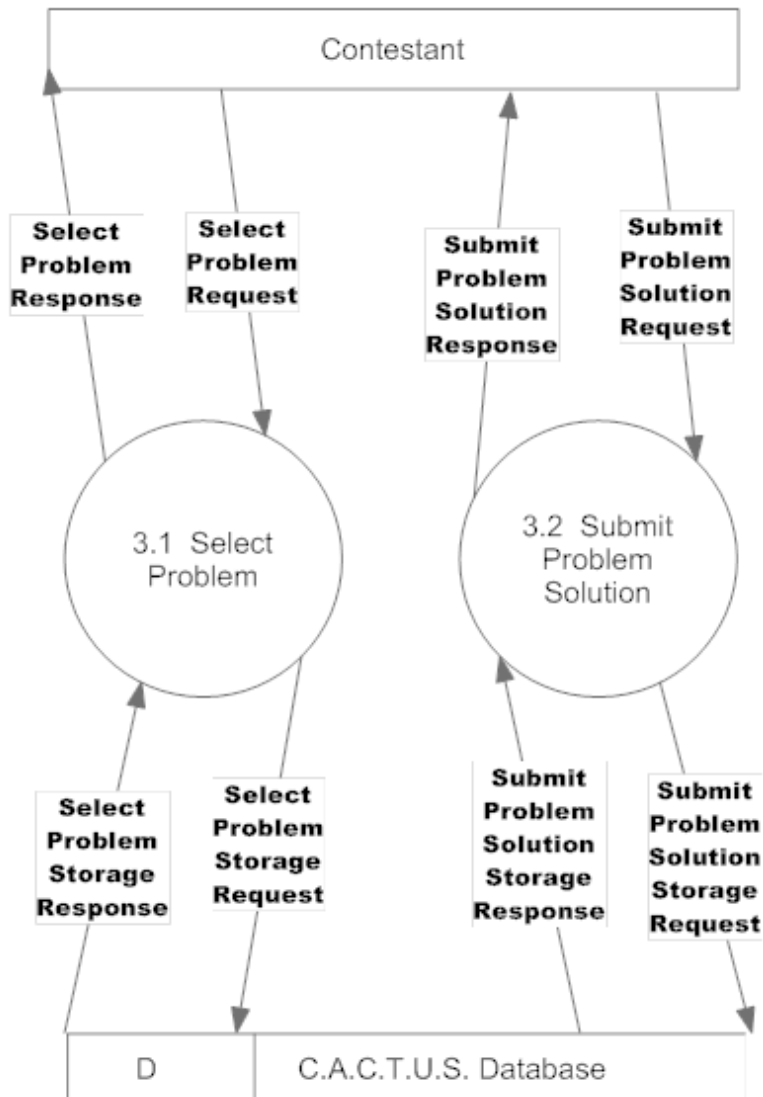 Contestant
Select
Problem
Response
Select
Problem
Request
Submit
Problem
Solution
Response
Submit
Problem
Solution
Request
3.1 Select
Problem
3.2 Submit
Problem
Solution
Select
Problem
Storage
Response
Select
Problem
Storage
Request
Submit
Problem
Solution
Storage
Response
Submit
Problem
Solution
Storage
Request
D
C.A.C.T.U.S. Database